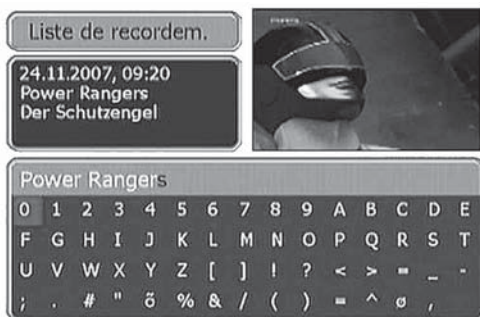 Liste de recordem.
24.11.2007, 09:20
Power Rangers
Der Schutzengel
Power Rangers
0 1 2 3 4 5 6 7 8 9 A B C D E
F G H I J K L M N O P Q R S T
U V W X Y Z [ ] ! ? < > = _ -
; . # " õ % & / ( ) = ^ ø ,